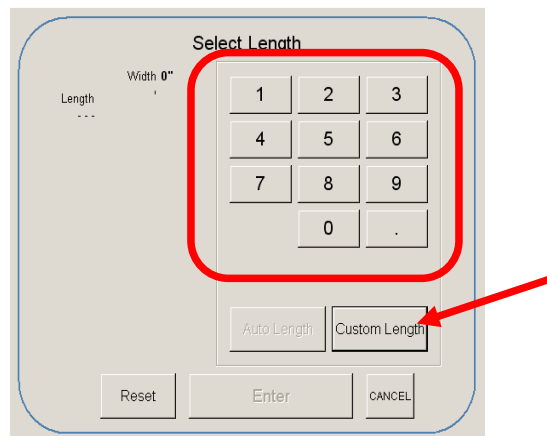 Select Length
Width 0"
Length '
---
1 2 3
4 5 6
7 8 9
0 .
Auto Length Custom Length
Reset Enter CANCEL